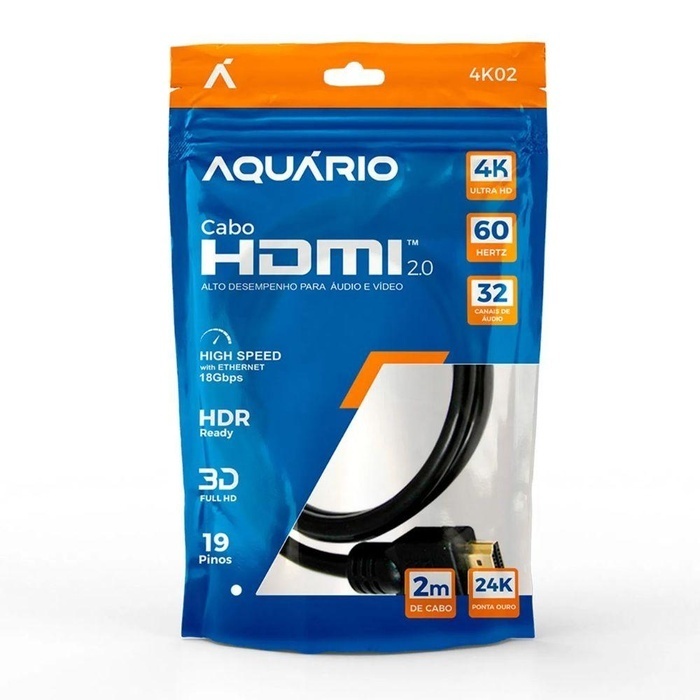 4K02
AQUÁRIO
4K
ULTRA HD
Cabo
HDMI™ 2.0
ALTO DESEMPENHO PARA ÁUDIO E VÍDEO
60
HERTZ
32
CANAIS DE
ÁUDIO
HIGH SPEED
with ETHERNET
18Gbps
HDR
Ready
3D
FULL HD
19
Pinos
2m
DE CABO
24K
PONTA OURO